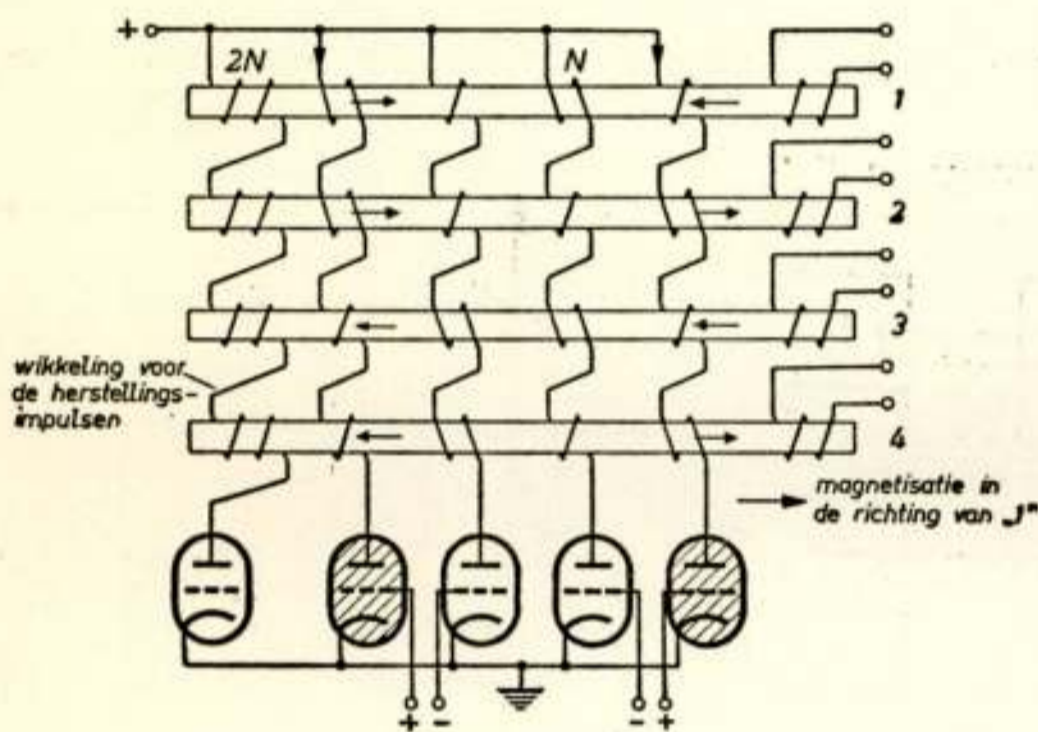 +
2N
N
1
2
3
wikkeling voor
de herstellings-
impulsen
4
magnetisatie in
de richting van „1"
+ - - +